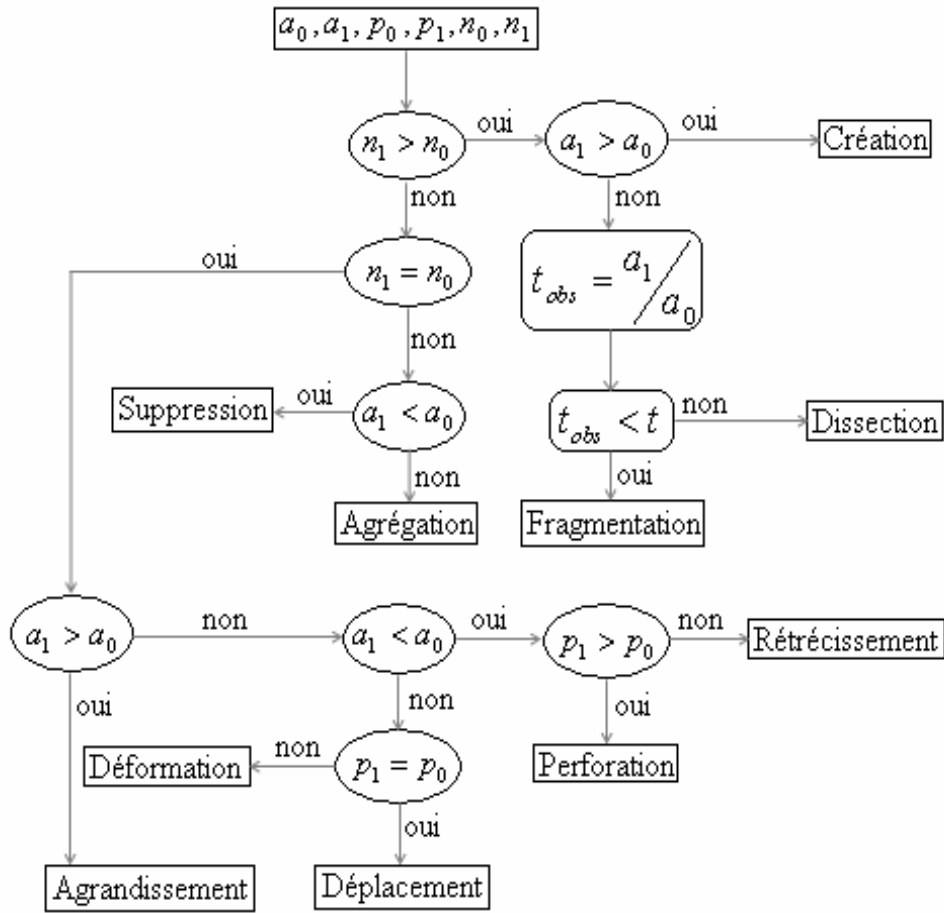 a₀, a₁, p₀, p₁, n₀, n₁
n₁ > n₀
oui
a₁ > a₀
oui
Création
non
non
oui
n₁ = n₀
t_obs = a₁/a₀
non
Suppression
oui
a₁ < a₀
t_obs < t
non
Dissection
non
oui
Agrégation
Fragmentation
a₁ > a₀
non
a₁ < a₀
oui
p₁ > p₀
non
Rétrécissement
oui
non
oui
Déformation
non
p₁ = p₀
Perforation
oui
Agrandissement
Déplacement